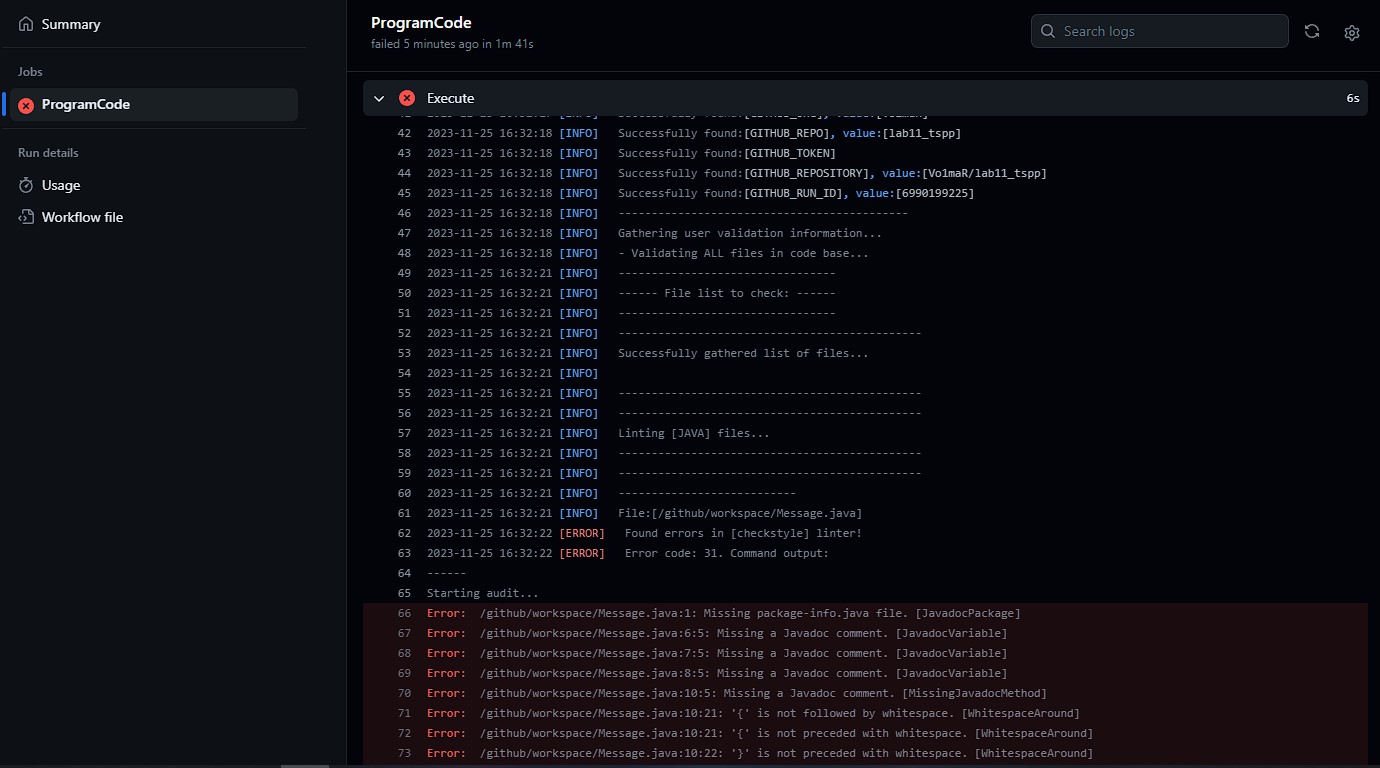 Summary
Jobs
ProgramCode
Run details
Usage
Workflow file
ProgramCode
failed 5 minutes ago in 1m 41s
Search logs
Execute
6s
42 2023-11-25 16:32:18 [INFO] Successfully found:[GITHUB_REPO], value:[lab11_tspp]
43 2023-11-25 16:32:18 [INFO] Successfully found:[GITHUB_TOKEN]
44 2023-11-25 16:32:18 [INFO] Successfully found:[GITHUB_REPOSITORY], value:[Vo1maR/lab11_tspp]
45 2023-11-25 16:32:18 [INFO] Successfully found:[GITHUB_RUN_ID], value:[6990199225]
46 2023-11-25 16:32:18 [INFO] --------------------------------------------
47 2023-11-25 16:32:18 [INFO] Gathering user validation information...
48 2023-11-25 16:32:18 [INFO] - Validating ALL files in code base...
49 2023-11-25 16:32:21 [INFO] ---------------------------------
50 2023-11-25 16:32:21 [INFO] ------ File list to check: ------
51 2023-11-25 16:32:21 [INFO] ---------------------------------
52 2023-11-25 16:32:21 [INFO] ----------------------------------------------
53 2023-11-25 16:32:21 [INFO] Successfully gathered list of files...
54 2023-11-25 16:32:21 [INFO]
55 2023-11-25 16:32:21 [INFO] ----------------------------------------------
56 2023-11-25 16:32:21 [INFO] ----------------------------------------------
57 2023-11-25 16:32:21 [INFO] Linting [JAVA] files...
58 2023-11-25 16:32:21 [INFO] ----------------------------------------------
59 2023-11-25 16:32:21 [INFO] ----------------------------------------------
60 2023-11-25 16:32:21 [INFO] ---------------------------
61 2023-11-25 16:32:21 [INFO] File:[/github/workspace/Message.java]
62 2023-11-25 16:32:22 [ERROR] Found errors in [checkstyle] linter!
63 2023-11-25 16:32:22 [ERROR] Error code: 31. Command output:
64 ------
65 Starting audit...
66 Error: /github/workspace/Message.java:1: Missing package-info.java file. [JavadocPackage]
67 Error: /github/workspace/Message.java:6:5: Missing a Javadoc comment. [JavadocVariable]
68 Error: /github/workspace/Message.java:7:5: Missing a Javadoc comment. [JavadocVariable]
69 Error: /github/workspace/Message.java:8:5: Missing a Javadoc comment. [JavadocVariable]
70 Error: /github/workspace/Message.java:10:5: Missing a Javadoc comment. [MissingJavadocMethod]
71 Error: /github/workspace/Message.java:10:21: '{' is not followed by whitespace. [WhitespaceAround]
72 Error: /github/workspace/Message.java:10:21: '{' is not preceded with whitespace. [WhitespaceAround]
73 Error: /github/workspace/Message.java:10:22: '}' is not preceded with whitespace. [WhitespaceAround]